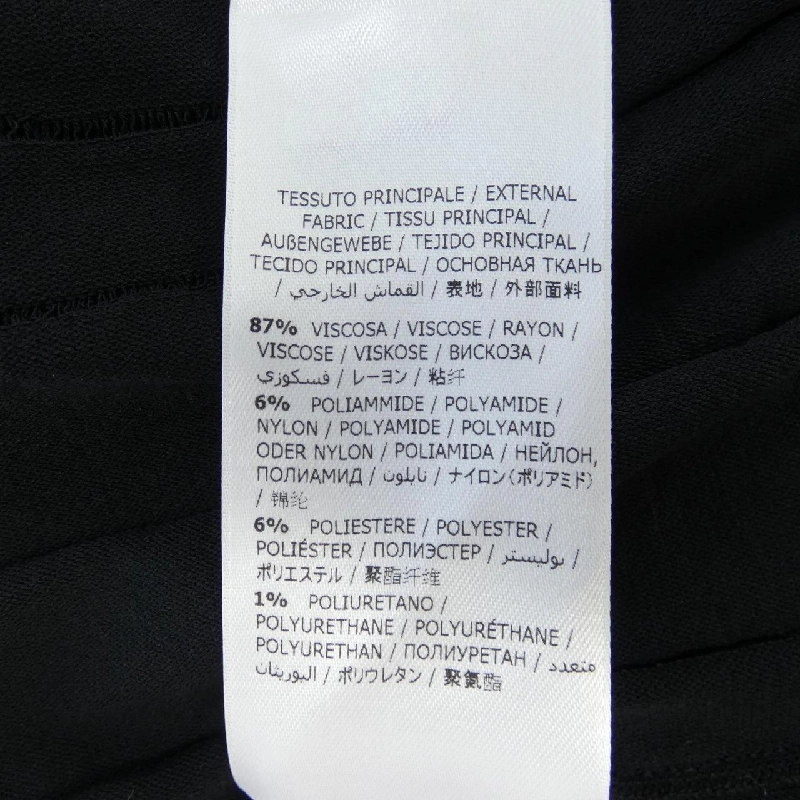 TESSUTO PRINCIPALE / EXTERNAL
FABRIC / TISSU PRINCIPAL /
AUßENGEWEBE / TEJIDO PRINCIPAL /
TECIDO PRINCIPAL / ОСНОВНАЯ ТКАНЬ
/ القماش الخارجي / 表地 / 外部面料
87% VISCOSA / VISCOSE / RAYON /
VISCOSE / VISKOSE / ВИСКОЗА /
فسكوزي / レーヨン / 粘纤
6% POLIAMMIDE / POLYAMIDE /
NYLON / POLYAMIDE / POLYAMID
ODER NYLON / POLIAMIDA / НЕЙЛОН,
ПОЛИАМИД / نايلون / ナイロン(ポリアミド)
/ 锦纶
6% POLIESTERE / POLYESTER /
POLIÉSTER / ПОЛИЭСТЕР / بوليستر /
ポリエステル / 聚酯纤维
1% POLIURETANO /
POLYURETHANE / POLYURÉTHANE /
POLYURETHAN / ПОЛИУРЕТАН / متعدد
اليوريثان / ポリウレタン / 聚氨酯